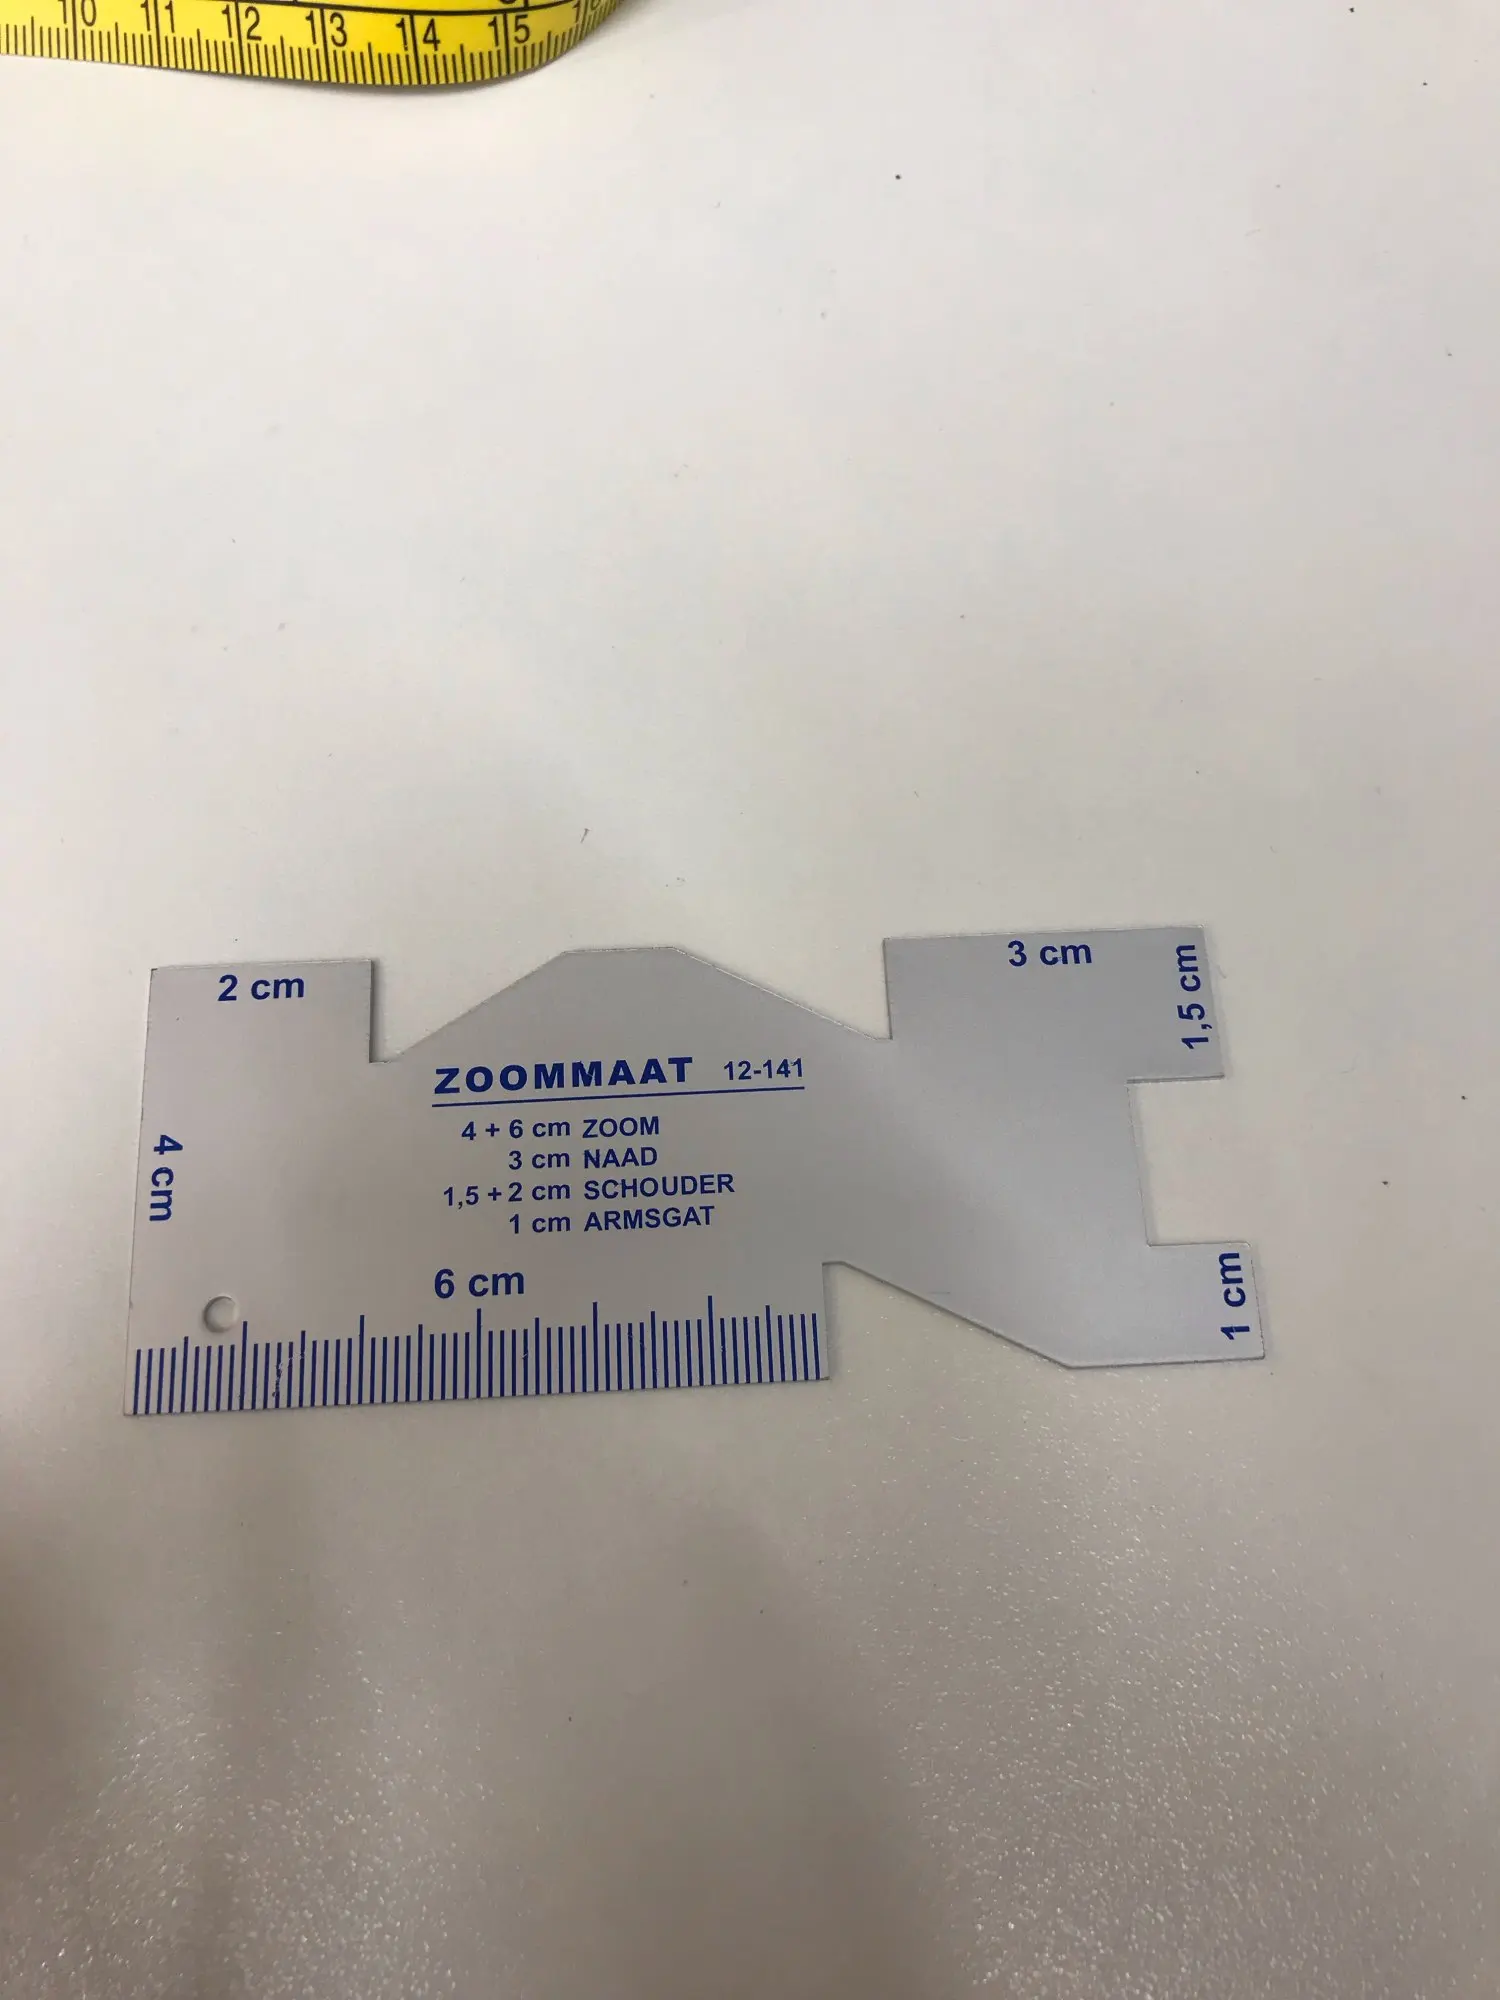 10 11 12 13 14 15
2 cm
3 cm
1,5 cm
ZOOMMAAT 12-141
4 + 6 cm ZOOM
3 cm NAAD
1,5 + 2 cm SCHOUDER
1 cm ARMSGAT
4 cm
6 cm
1 cm